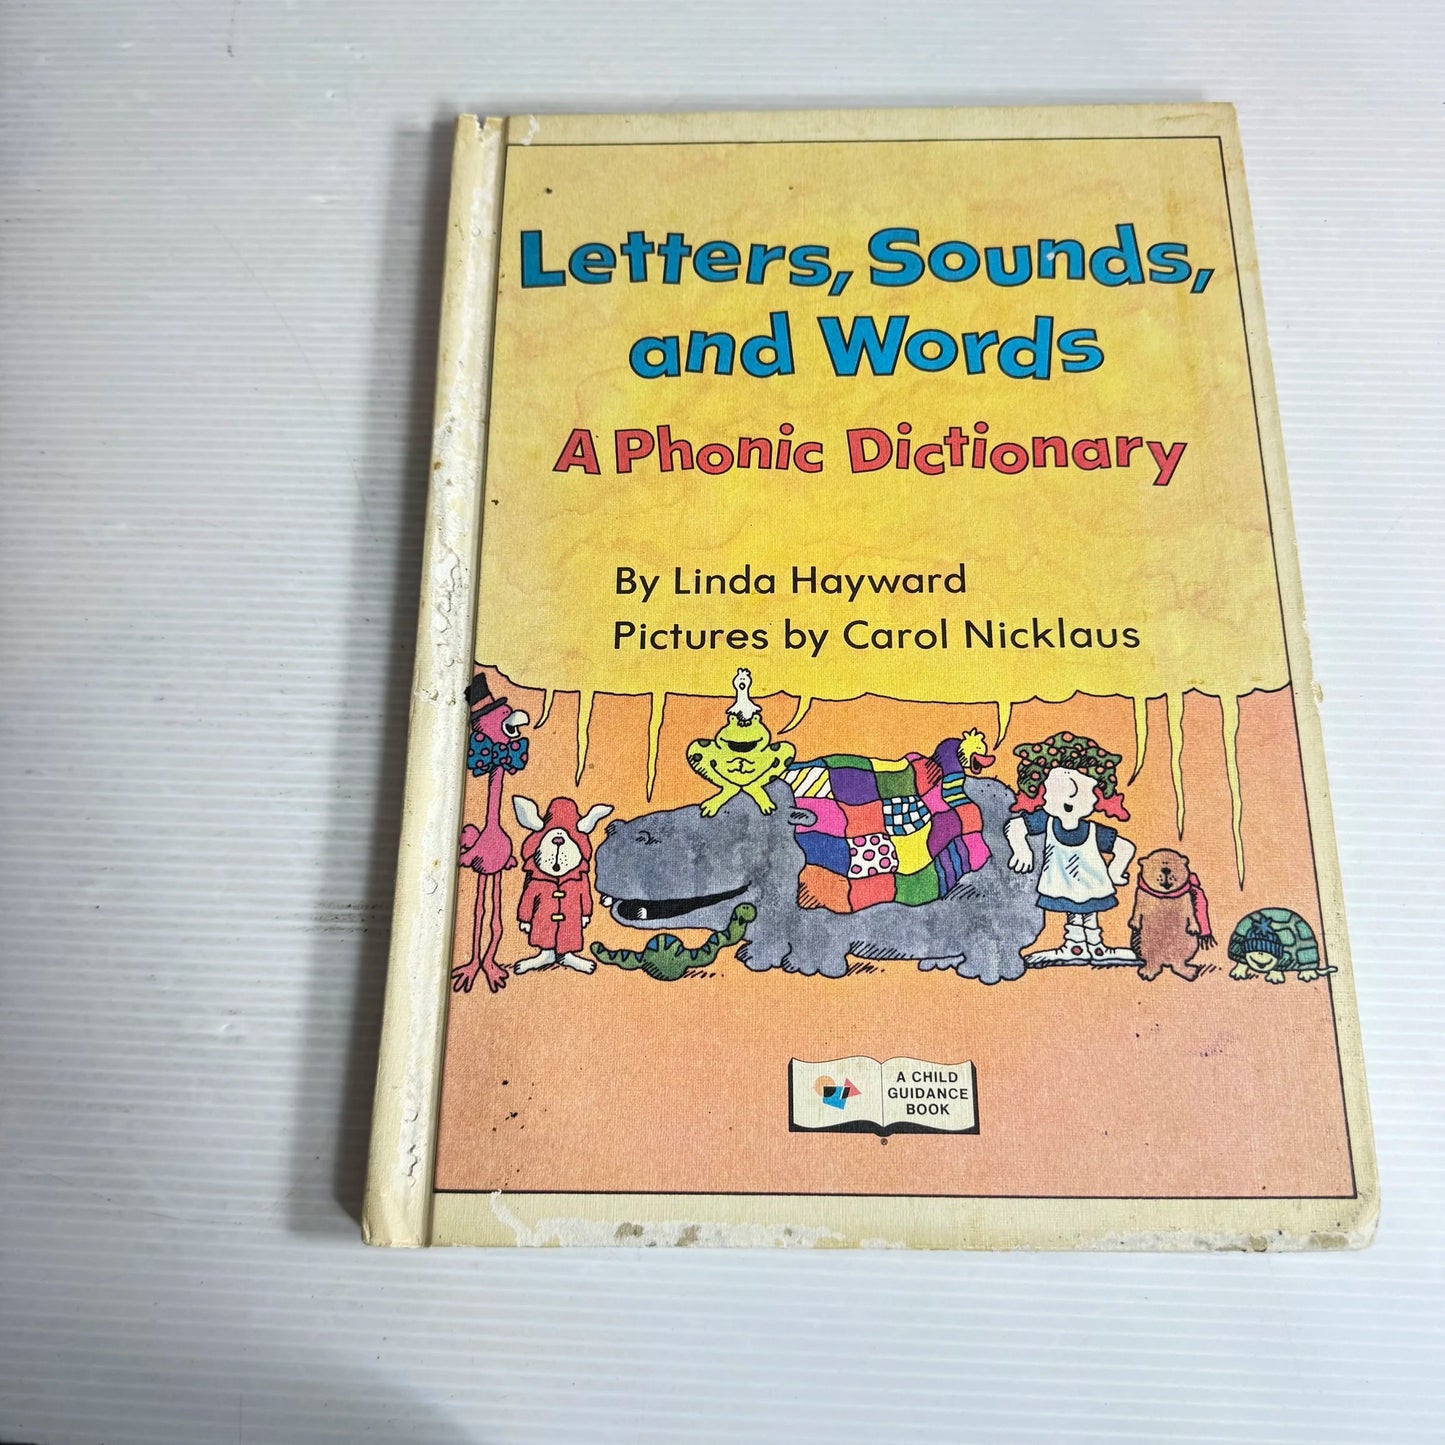 Letters, Sounds,
and Words
A Phonic Dictionary
By Linda Hayward
Pictures by Carol Nicklaus
A CHILD
GUIDANCE
BOOK
®